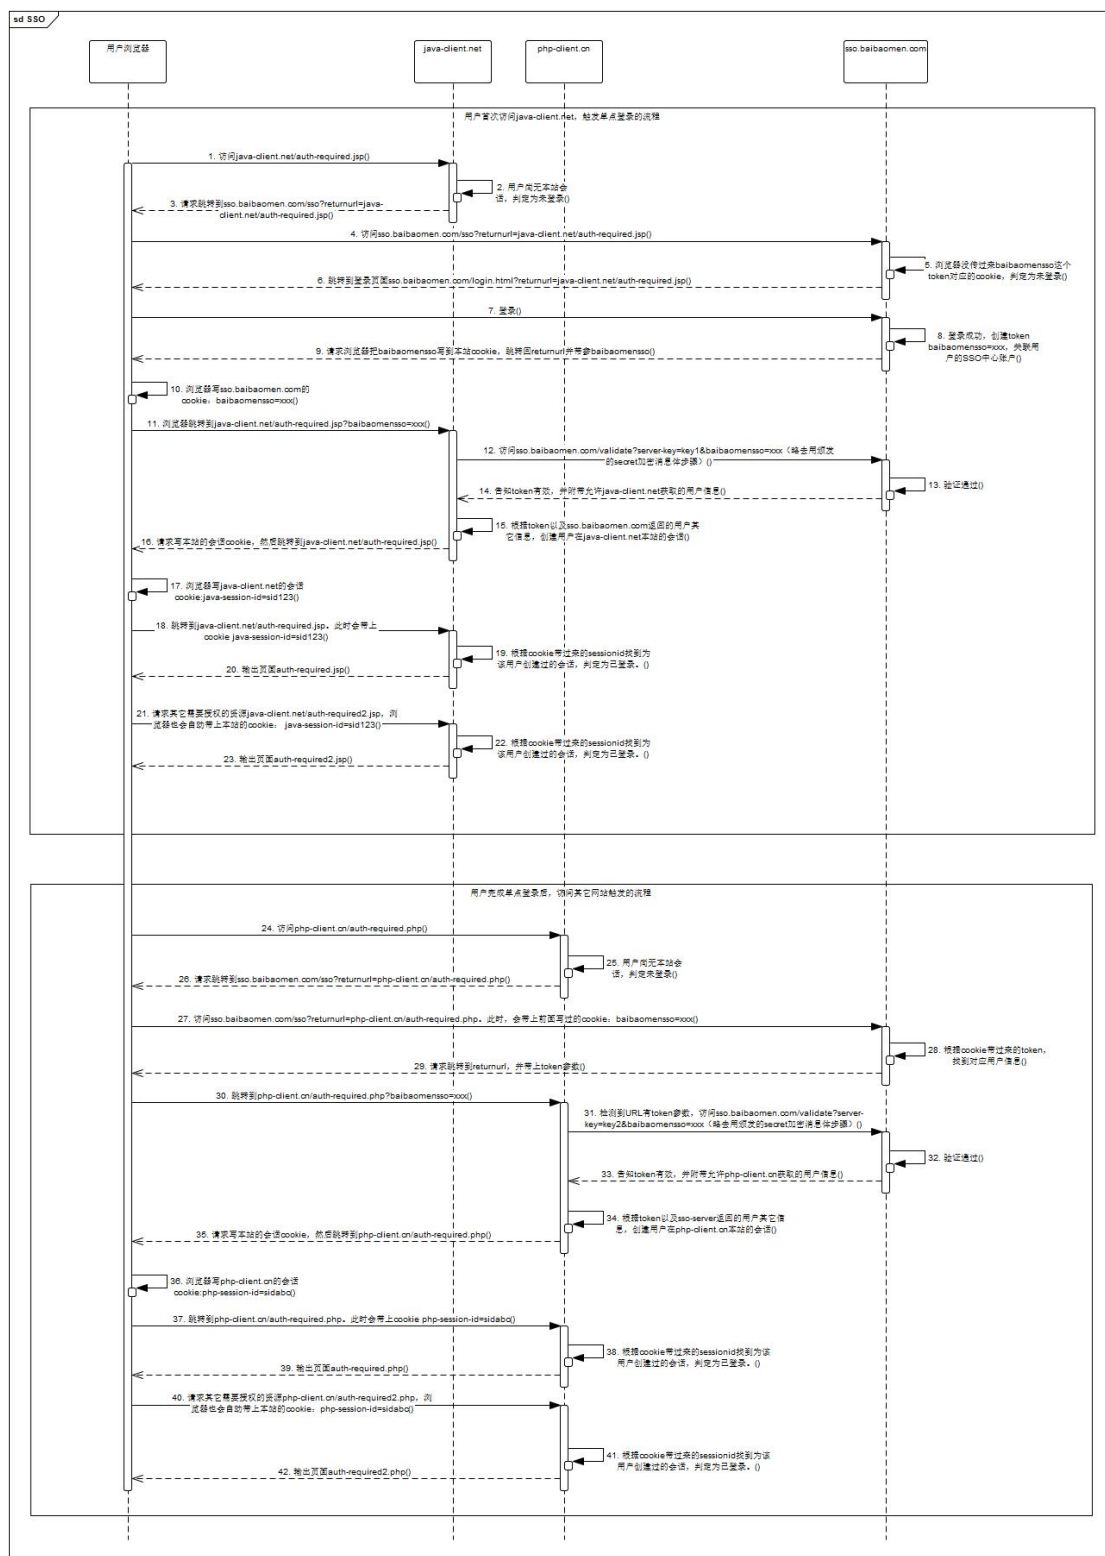 sd SSO
用户浏览器
java-client.net
php-client.cn
sso.baibaomen.com
用户首次访问java-client.net，触发单点登录的流程
1. 访问java-client.net/auth-required.jsp()
2. 用户尚无本站会
话，判定为未登录()
3. 请求跳转到sso.baibaomen.com/sso?returnurl=java-
client.net/auth-required.jsp()
4. 访问sso.baibaomen.com/sso?returnurl=java-client.net/auth-required.jsp()
5. 浏览器没传过来baibaomensso这个
token对应的cookie，判定为未登录()
6. 跳转到登录页面sso.baibaomen.com/login.html?returnurl=java-client.net/auth-required.jsp()
7. 登录()
8. 登录成功，创建token
baibaomensso=xxx，关联用
户的SSO中心账户()
9. 请求浏览器把baibaomensso写到本站cookie，跳转回returnurl并带参baibaomensso()
10. 浏览器写sso.baibaomen.com的
cookie：baibaomensso=xxx()
11. 浏览器跳转到java-client.net/auth-required.jsp?baibaomensso=xxx()
12. 访问sso.baibaomen.com/validate?server-key=key1&baibaomensso=xxx（略去用颁发
的secret加密消息体步骤）()
13. 验证通过()
14. 告知token有效，并附带允许java-client.net获取的用户信息()
15. 根据token以及sso.baibaomen.com返回的用户其
它信息，创建用户在java-client.net本站的会话()
16. 请求写本站的会话cookie，然后跳转到java-client.net/auth-required.jsp()
17. 浏览器写java-client.net的会话
cookie:java-session-id=sid123()
18. 跳转到java-client.net/auth-required.jsp。此时会带上
cookie java-session-id=sid123()
19. 根据cookie带过来的sessionid找到为
该用户创建过的会话，判定为已登录。()
20. 输出页面auth-required.jsp()
21. 请求其它需要授权的资源java-client.net/auth-required2.jsp，浏
览器也会自动带上本站的cookie： java-session-id=sid123()
22. 根据cookie带过来的sessionid找到为
该用户创建过的会话，判定为已登录。()
23. 输出页面auth-required2.jsp()
用户完成单点登录后，访问其它网站触发的流程
24. 访问php-client.cn/auth-required.php()
25. 用户尚无本站会
话，判定未登录()
26. 请求跳转到sso.baibaomen.com/sso?returnurl=php-client.cn/auth-required.php()
27. 访问sso.baibaomen.com/sso?returnurl=php-client.cn/auth-required.php。此时，会带上前面写过的cookie：baibaomensso=xxx()
28. 根据cookie带过来的token，
找到对应用户信息()
29. 请求跳转到returnurl，并带上token参数()
30. 跳转到php-client.cn/auth-required.php?baibaomensso=xxx()
31. 检测到URL有token参数，访问sso.baibaomen.com/validate?server-
key=key2&baibaomensso=xxx（略去用颁发的secret加密消息体步骤）()
32. 验证通过()
33. 告知token有效，并附带允许php-client.cn获取的用户信息()
34. 根据token以及sso-server返回的用户其它信
息，创建用户在php-client.cn本站的会话()
35. 请求写本站的会话cookie，然后跳转到php-client.cn/auth-required.php()
36. 浏览器写php-client.cn的会话
cookie:php-session-id=sidabc()
37. 跳转到php-client.cn/auth-required.php。此时会带上cookie php-session-id=sidabc()
38. 根据cookie带过来的sessionid找到为该
用户创建过的会话，判定为已登录。()
39. 输出页面auth-required.php()
40. 请求其它需要授权的资源php-client.cn/auth-required2.php，浏
览器也会自动带上本站的cookie：php-session-id=sidabc()
41. 根据cookie带过来的sessionid找到为该
用户创建过的会话，判定为已登录。()
42. 输出页面auth-required2.php()